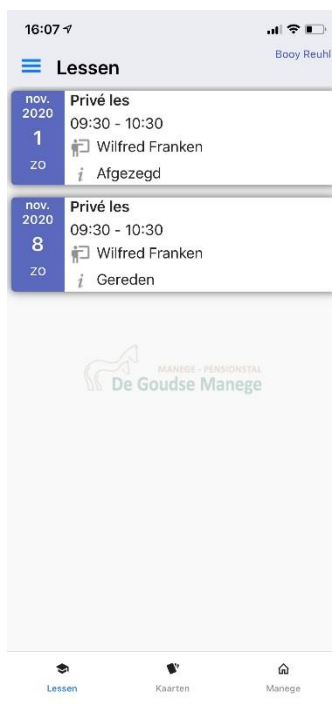 16:07
Booy Reuhl
Lessen
nov.
2020
1
zo
Privé les
09:30 - 10:30
Wilfred Franken
i Afgezegd
nov.
2020
8
zo
Privé les
09:30 - 10:30
Wilfred Franken
i Gereden
MANEGE - PENSIONSTAL
De Goudse Manege
Lessen
Kaarten
Manege